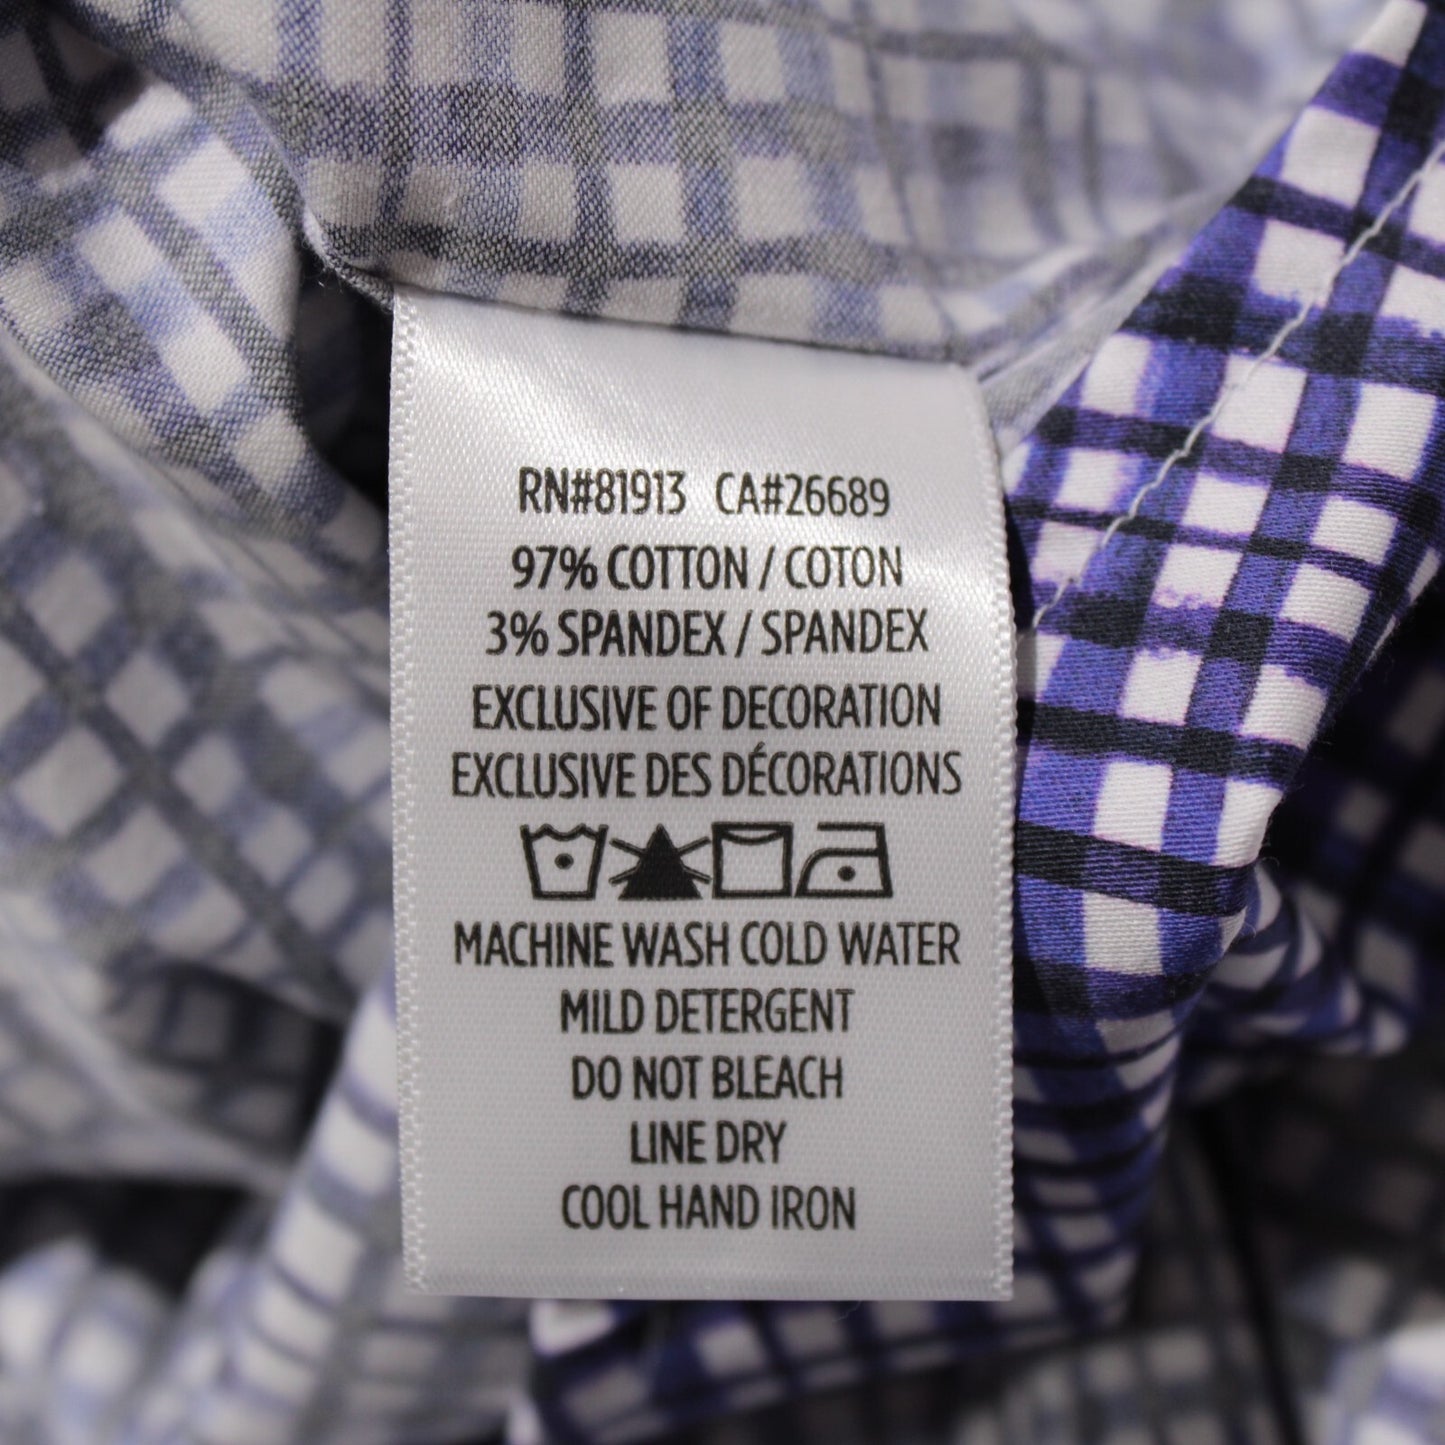 RN#81913 CA#26689
97% COTTON / COTON
3% SPANDEX / SPANDEX
EXCLUSIVE OF DECORATION
EXCLUSIVE DES DÉCORATIONS
MACHINE WASH COLD WATER
MILD DETERGENT
DO NOT BLEACH
LINE DRY
COOL HAND IRON